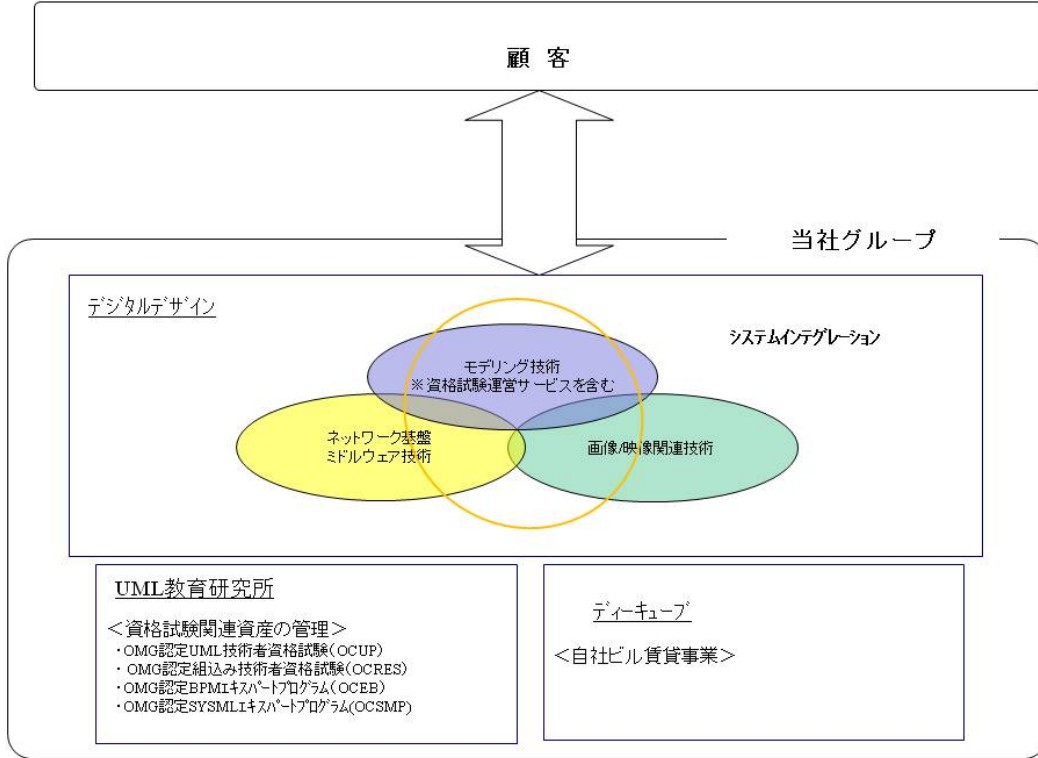 顧 客
当社グループ
デジタルデザイン
システムインテグレーション
モデリング技術
※資格試験運営サービスを含む
ネットワーク基盤
ミドルウェア技術
画像/映像関連技術
UML教育研究所
＜資格試験関連資産の管理＞
・OMG認定UML技術者資格試験(OCUP)
・OMG認定組込み技術者資格試験(OCRES)
・OMG認定BPMエキスパートプログラム(OCEB)
・OMG認定SYSMLエキスパートプログラム(OCSMP)
ディーキューブ
＜自社ビル賃貸事業＞